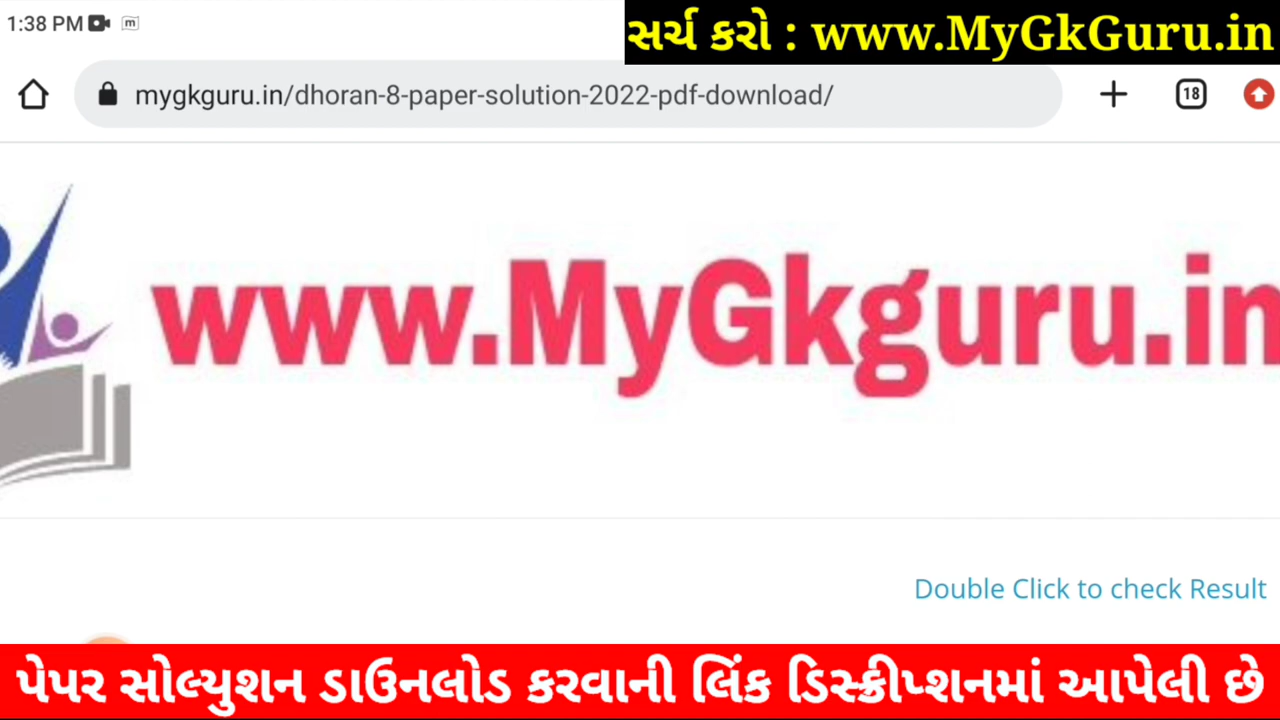 1:38 PM
સર્ચ કરો : www.MyGkGuru.in
mygkguru.in/dhoran-8-paper-solution-2022-pdf-download/
18
www.MyGkguru.in
Double Click to check Result
પેપર સોલ્યુશન ડાઉનલોડ કરવાની લિંક ડિસ્ક્રીપ્શનમાં આપેલી છે